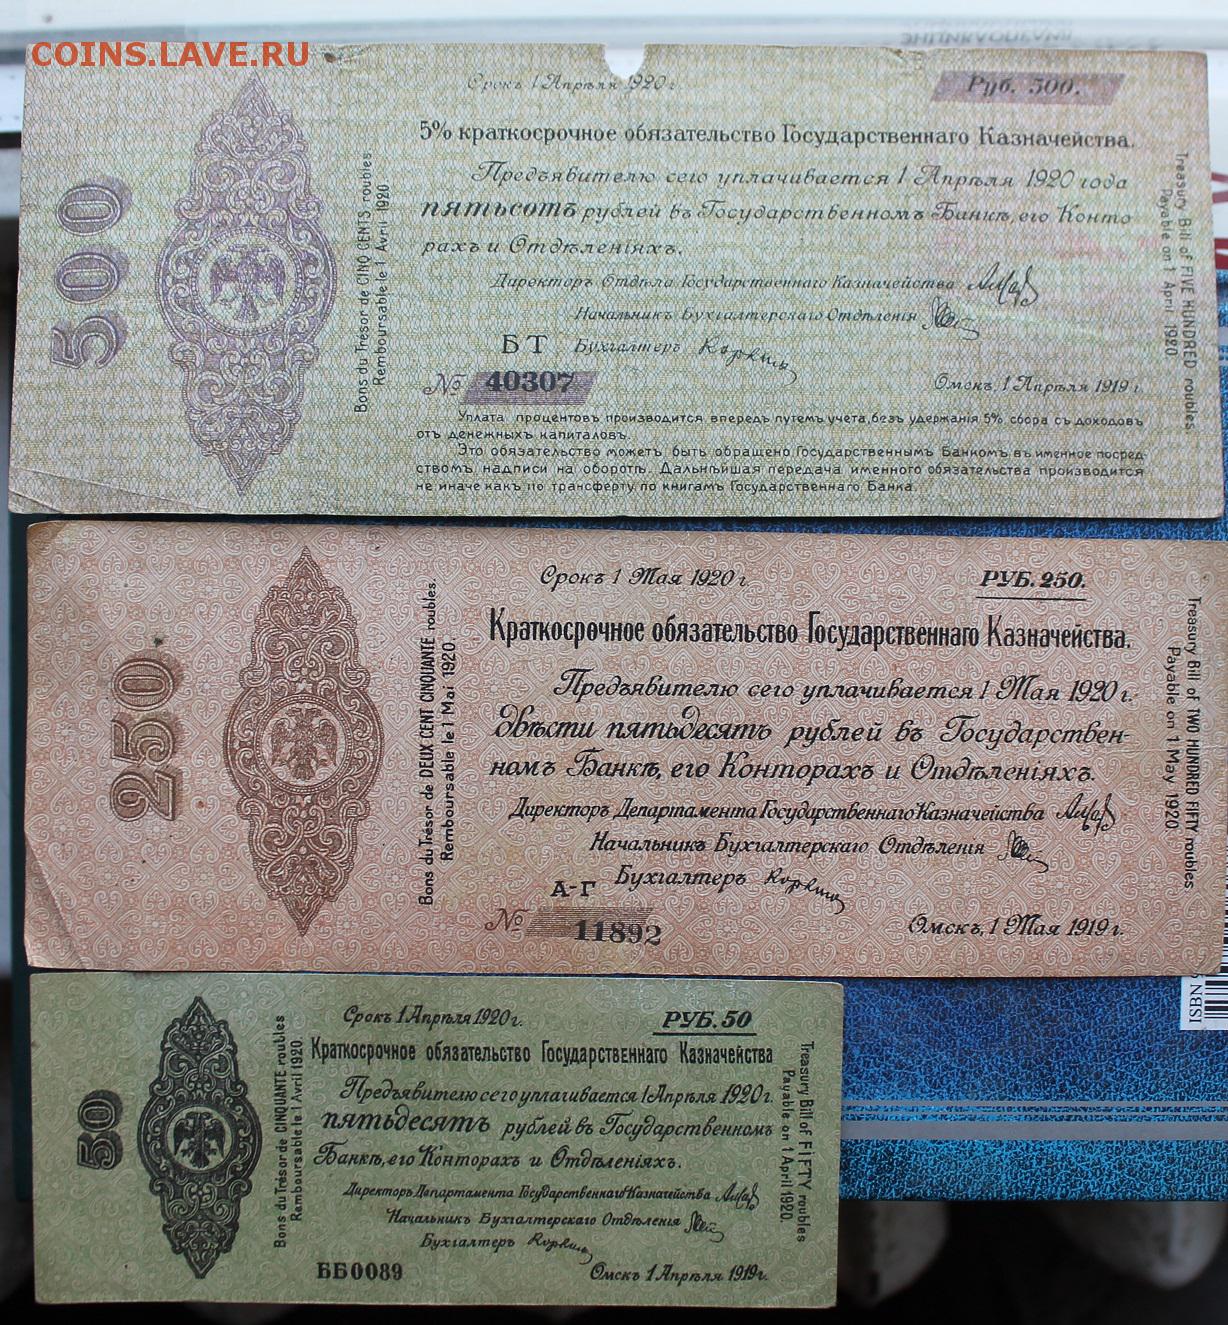 COINS.LAVE.RU
Срокъ 1 Апрѣля 1920 г.
Руб. 500.
5% краткосрочное обязательство Государственнаго Казначейства.
Предъявителю сего уплачивается 1 Апрѣля 1920 года
пятьсотъ рублей въ Государственномъ Банкѣ, его Конто
рахъ и Отдѣленіяхъ.
Директоръ Отдѣла Государственнаго Казначейства
Начальникъ Бухгалтерскаго Отдѣленія
БТ Бухгалтеръ
№ 40307
Омскъ, 1 Апрѣля 1919 г.
Уплата процентовъ производится впередъ путемъ учета, безъ удержанія 5% сбора съ доходовъ
отъ денежныхъ капиталовъ.
Это обязательство можетъ быть обращено Государственнымъ Банкомъ въ именное посред-
ствомъ надписи на оборотѣ. Дальнѣйшая передача именного обязательства производится
не иначе какъ по трансферту по книгамъ Государственнаго Банка.
500
Bons du Trésor de CINQ CENTS roubles
Remboursable le 1 Avril 1920
Treasury Bill of FIVE HUNDRED roubles
Payable on 1 April 1920.
Срокъ 1 Мая 1920 г.
РУБ. 250.
Краткосрочное обязательство Государственнаго Казначейства.
Предъявителю сего уплачивается 1 Мая 1920 г.
двѣсти пятьдесятъ рублей въ Государствен-
номъ Банкѣ, его Конторахъ и Отдѣленіяхъ.
Директоръ Департамента Государственнаго Казначейства
Начальникъ Бухгалтерскаго Отдѣленія
Бухгалтеръ
А-Г
№ 11892
Омскъ, 1 Мая 1919 г.
250
Bons du Trésor de DEUX CENT CINQUANTE roubles.
Remboursable le 1 Mai 1920.
Treasury Bill of TWO HUNDRED FIFTY roubles
Payable on 1 May 1920
ISBN
Срокъ 1 Апрѣля 1920 г.
РУБ. 50
Краткосрочное обязательство Государственнаго Казначейства
Предъявителю сего уплачивается 1 Апрѣля 1920 г.
пятьдесятъ рублей въ Государственномъ
Банкѣ, его Конторахъ и Отдѣленіяхъ.
Директоръ Департамента Государственнаго Казначейства
Начальникъ Бухгалтерскаго Отдѣленія
Бухгалтеръ
ББ0089
Омскъ 1 Апрѣля 1919 г.
50
Bons du Trésor de CINQUANTE roubles
Remboursable le 1 Avril 1920.
Treasury Bill of FIFTY roubles
Payable on 1 April 1920.